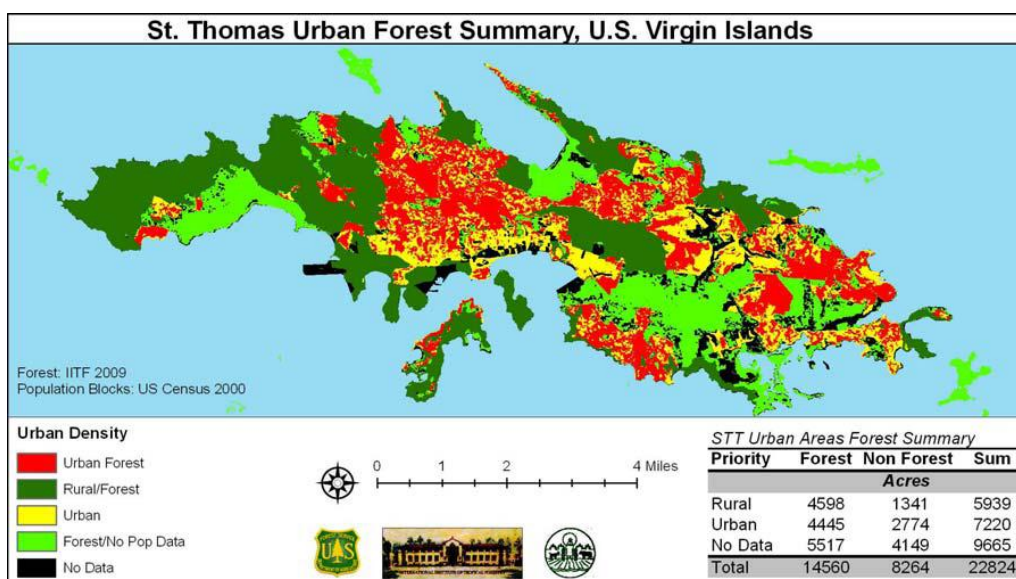 St. Thomas Urban Forest Summary, U.S. Virgin Islands
Forest: IITF 2009
Population Blocks: US Census 2000
Urban Density
Urban Forest
Rural/Forest
Urban
Forest/No Pop Data
No Data
0 1 2 4 Miles
FOREST SERVICE
U S
STT Urban Areas Forest Summary
Priority Forest Non Forest Sum
Acres
Rural 4598 1341 5939
Urban 4445 2774 7220
No Data 5517 4149 9665
Total 14560 8264 22824